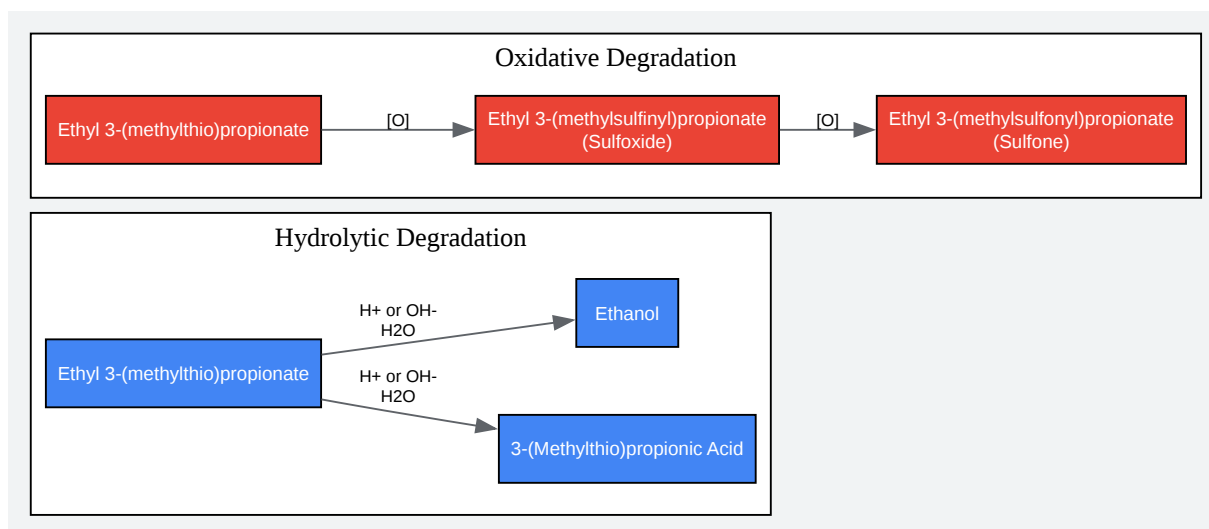 Oxidative Degradation
Ethyl 3-(methylthio)propionate
[O]
Ethyl 3-(methylsulfinyl)propionate
(Sulfoxide)
[O]
Ethyl 3-(methylsulfonyl)propionate
(Sulfone)
Hydrolytic Degradation
Ethyl 3-(methylthio)propionate
H+ or OH-
H2O
Ethanol
H+ or OH-
H2O
3-(Methylthio)propionic Acid